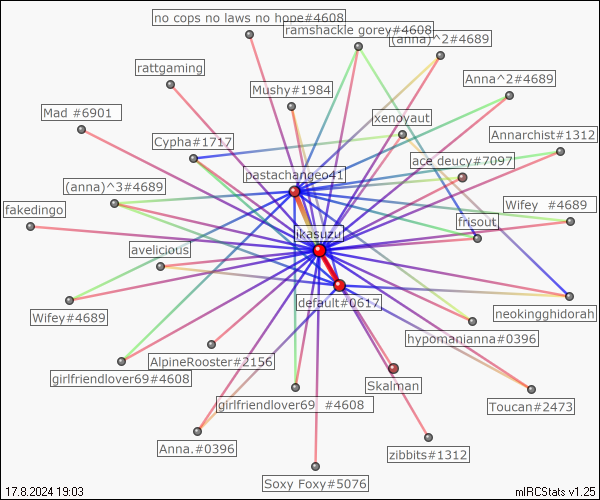 no cops no laws no hope#4608
ramshackle gorey#4608
(anna)^2#4689
rattgaming
Anna^2#4689
Mushy#1984
Mad #6901
xenoyaut
Cypha#1717
Annarchist#1312
ace deucy#7097
pastachangeo41
(anna)^3#4689
Wifey #4689
fakedingo
frisout
jkasuzu
avelicious
default#0617
neokingghidorah
Wifey#4689
hypomanianna#0396
AlpineRooster#2156
girlfriendlover69#4608
Skalman
girlfriendlover69 #4608
Toucan#2473
Anna.#0396
zibbits#1312
Soxy Foxy#5076
17.8.2024 19:03
mIRCStats v1.25